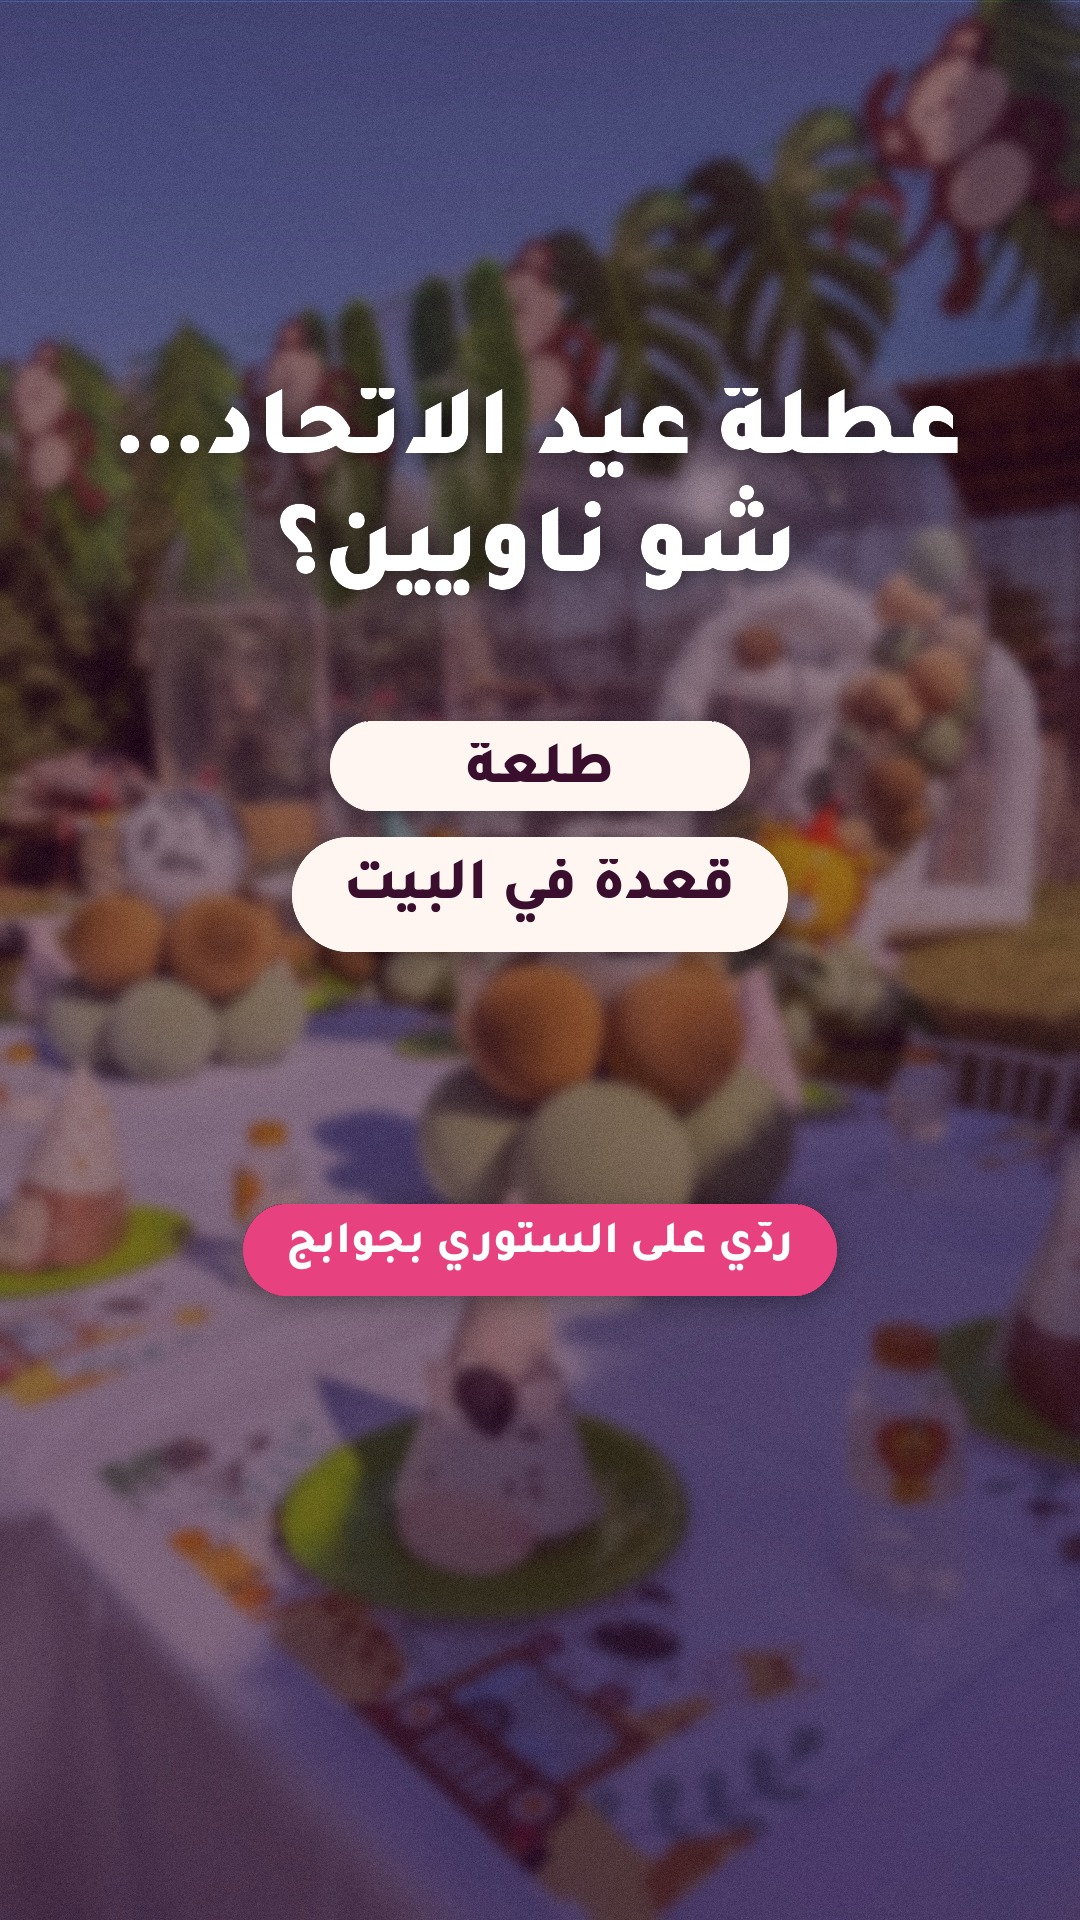 عطلة عيد الاتحاد...
شو ناويين؟
طلعة
قعدة في البيت
ردّي على الستوري بجوابج